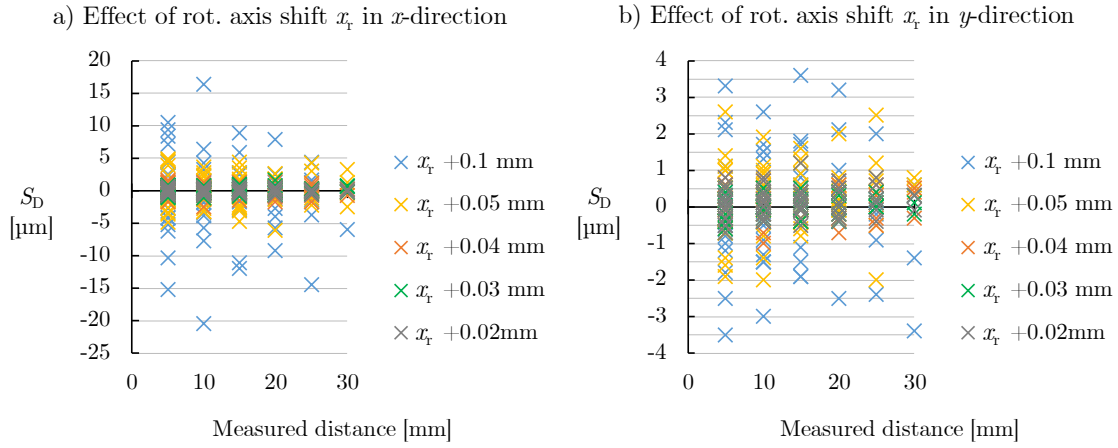 a) Effect of rot. axis shift xᵣ in x-direction
20
15
10
5
0
-5
-10
-15
-20
-25
S_D
[µm]
0 10 20 30
Measured distance [mm]
xᵣ +0.1 mm
xᵣ +0.05 mm
xᵣ +0.04 mm
xᵣ +0.03 mm
xᵣ +0.02mm
b) Effect of rot. axis shift xᵣ in y-direction
4
3
2
1
0
-1
-2
-3
-4
S_D
[µm]
0 10 20 30
Measured distance [mm]
xᵣ +0.1 mm
xᵣ +0.05 mm
xᵣ +0.04 mm
xᵣ +0.03 mm
xᵣ +0.02mm